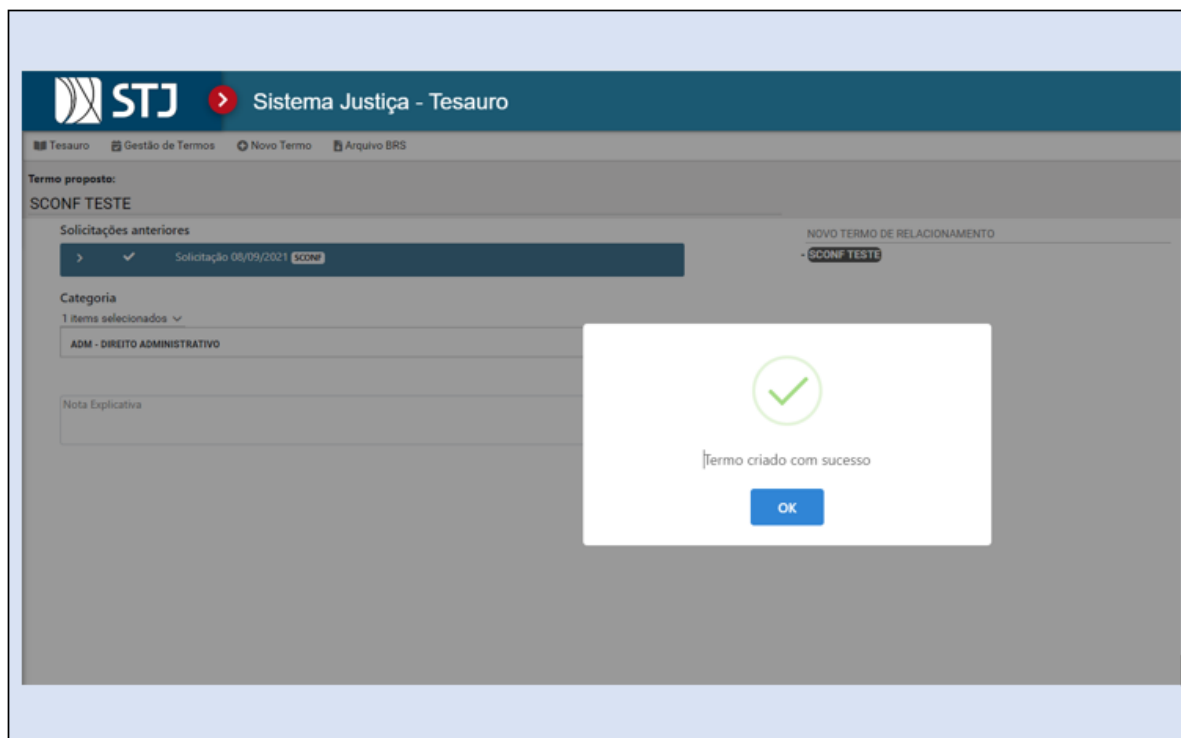 STJ Sistema Justiça - Tesauro
Tesauro Gestão de Termos Novo Termo Arquivo BRS
Termo proposto:
SCONF TESTE
Solicitações anteriores
Solicitação 08/09/2021 SCONF
Categoria
1 items selecionados
ADM - DIREITO ADMINISTRATIVO
Nota Explicativa
NOVO TERMO DE RELACIONAMENTO
- SCONF TESTE
Termo criado com sucesso
OK